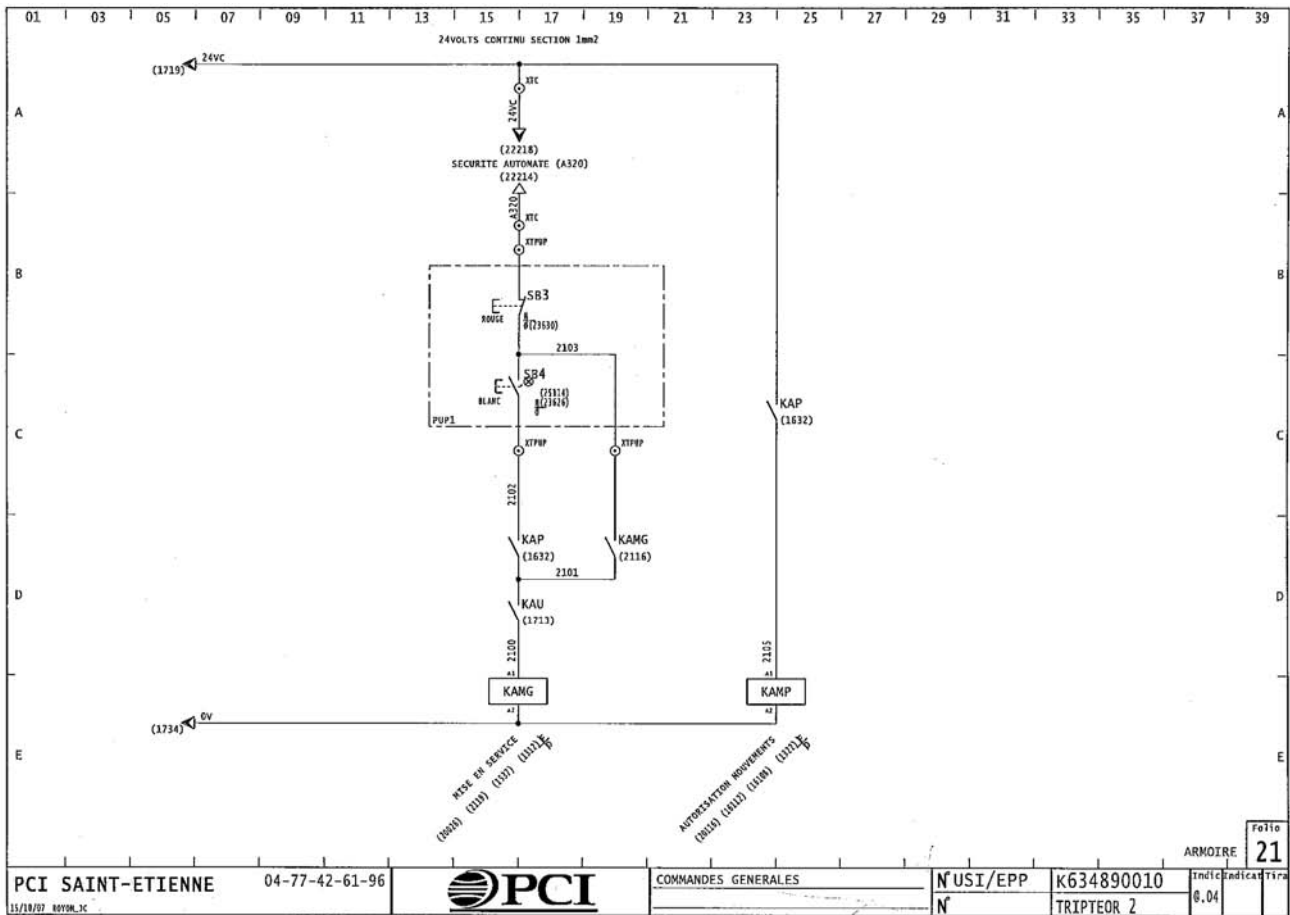 01 03 05 07 09 11 13 15 17 19 21 23 25 27 29 31 33 35 37 39
24VOLTS CONTINU SECTION 1mm2
(1719) 24VC
XTC
A A
24VC
(22218)
SECURITE AUTOMATE (A320)
(22214)
A320
XTC
XTPUP
B B
SB3
ROUGE
(23630)
2103
SB4
BLANC
(23626)
PUP1
KAP
(1632)
C C
XTPUP XTPUP
2102
KAP
(1632)
KAMG
(2116)
2101
D D
KAU
(1713)
2100 2105
A1 A1
KAMG KAMP
A2 A2
(1734) 0V
E E
MISE EN SERVICE
AUTORISATION MOUVEMENTS
Folio
ARMOIRE 21
PCI SAINT-ETIENNE 04-77-42-61-96
PCI
COMMANDES GENERALES
N°USI/EPP K634890010
N° TRIPTEOR 2
Indic Indicat Tira
0.04